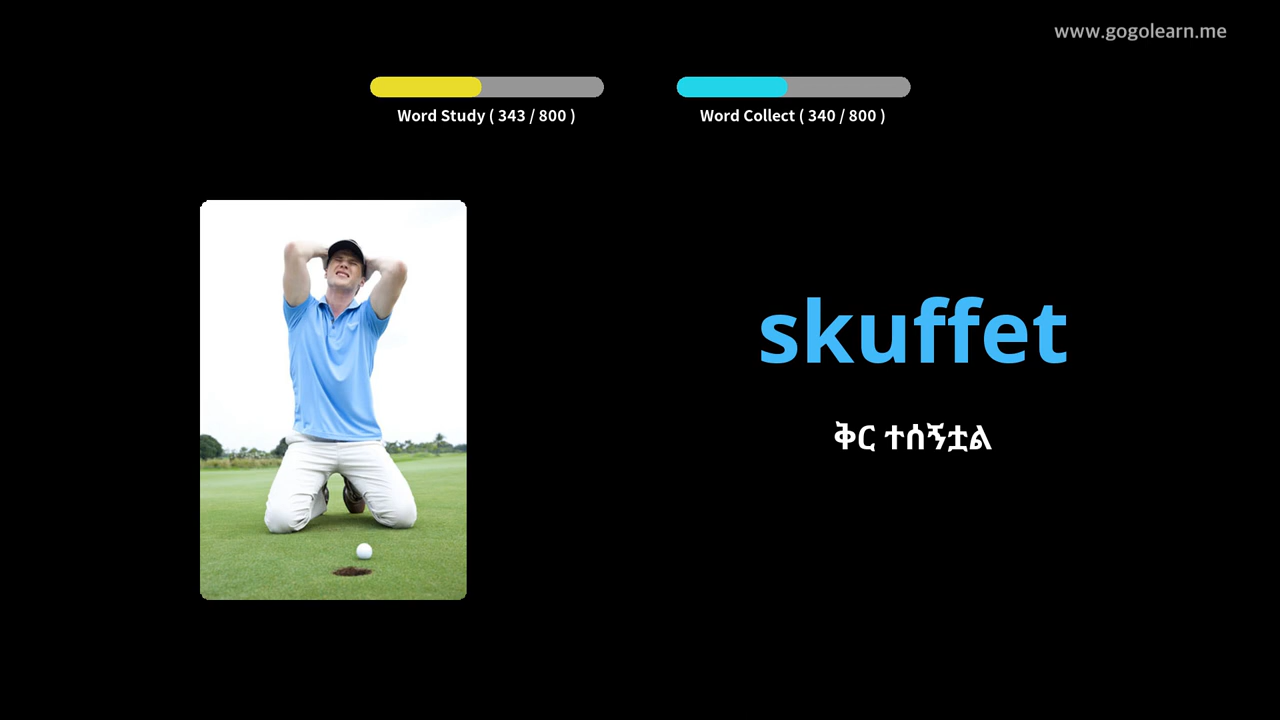 www.gogolearn.me
Word Study ( 343 / 800 )
Word Collect ( 340 / 800 )
skuffet
ቅር ተሰኝቷል